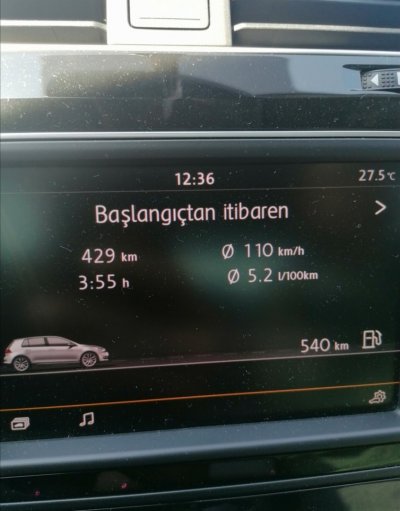 12:36
27.5°C
Başlangıçtan itibaren
429 km
Ø 110 km/h
3:55 h
Ø 5.2 l/100km
540 km